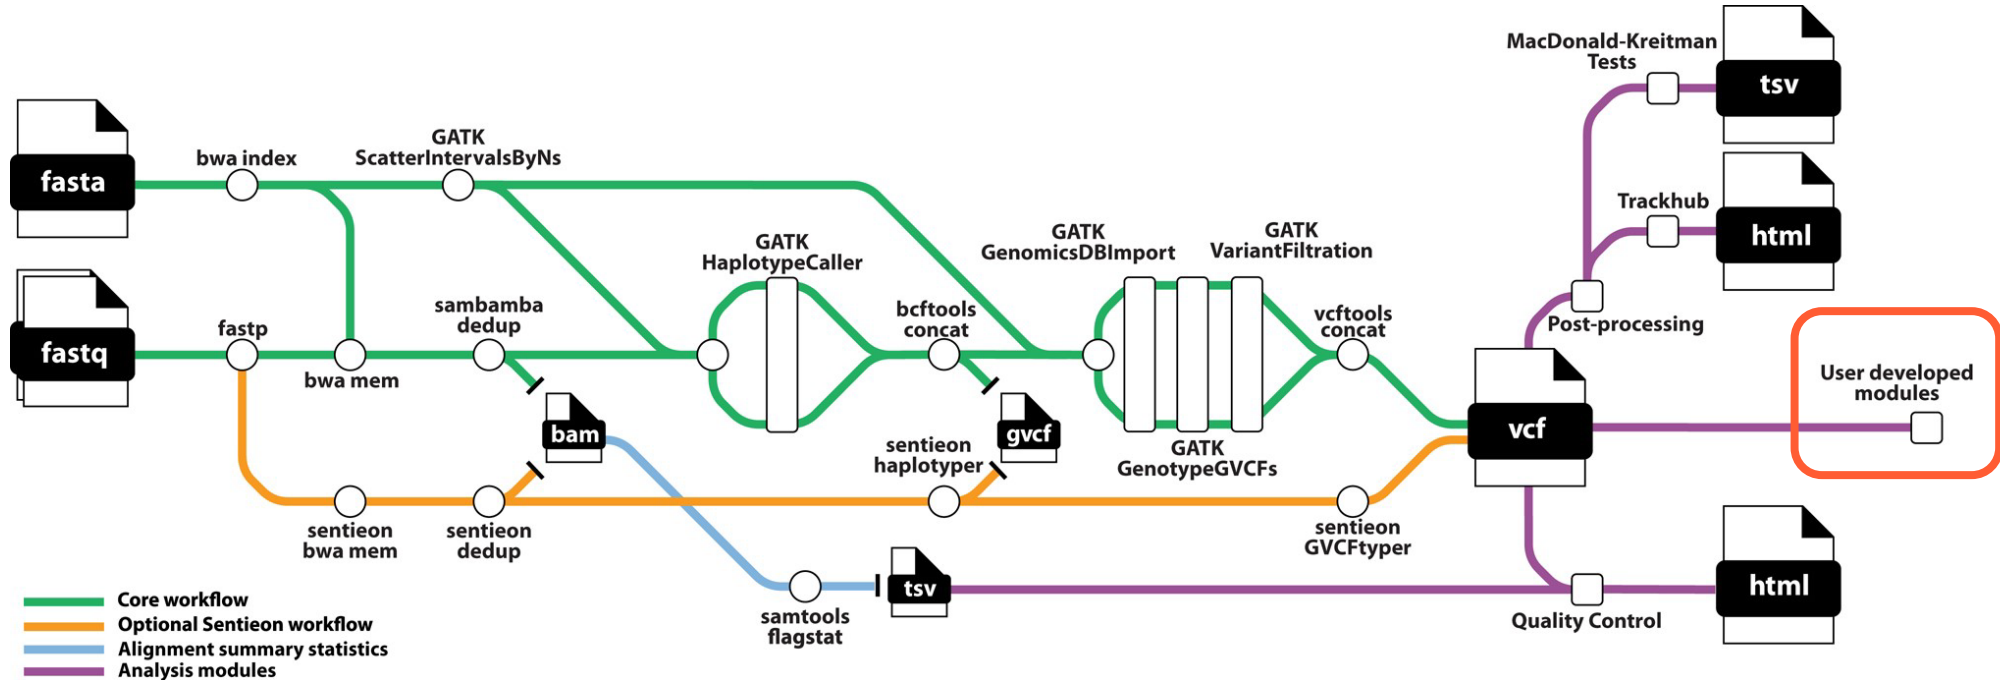 MacDonald-Kreitman
Tests
tsv
GATK
ScatterIntervalsByNs
bwa index
fasta
Trackhub
html
GATK
HaplotypeCaller
GATK
GenomicsDBImport
GATK
VariantFiltration
sambamba
dedup
bcftools
concat
vcftools
concat
Post-processing
fastp
fastq
bwa mem
User developed
modules
bam
gvcf
vcf
sentieon
haplotyper
GATK
GenotypeGVCFs
sentieon
bwa mem
sentieon
dedup
sentieon
GVCFtyper
tsv
html
samtools
flagstat
Quality Control
Core workflow
Optional Sentieon workflow
Alignment summary statistics
Analysis modules